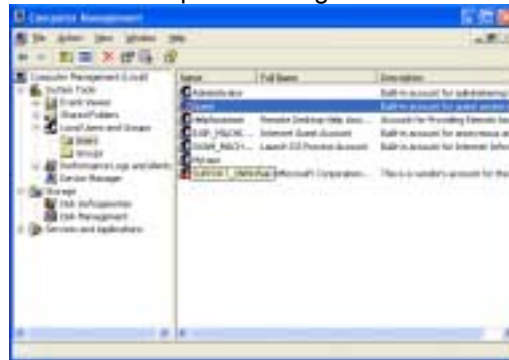 Computer Management
File Action View Window Help
Computer Management (Local)
System Tools
Event Viewer
Shared Folders
Local Users and Groups
Users
Groups
Performance Logs and Alerts
Device Manager
Storage
Disk Defragmenter
Disk Management
Services and Applications
Name Full Name Description
Administrator Built-in account for administering
Guest Built-in account for guest access
HelpAssistant Remote Desktop Help Assi... Account for Providing Remote
Internet Guest Account Built-in account for anonymous
Launch IIS Process Account Built-in account for Internet
Microsoft Corporation... This is a vendor's account for the